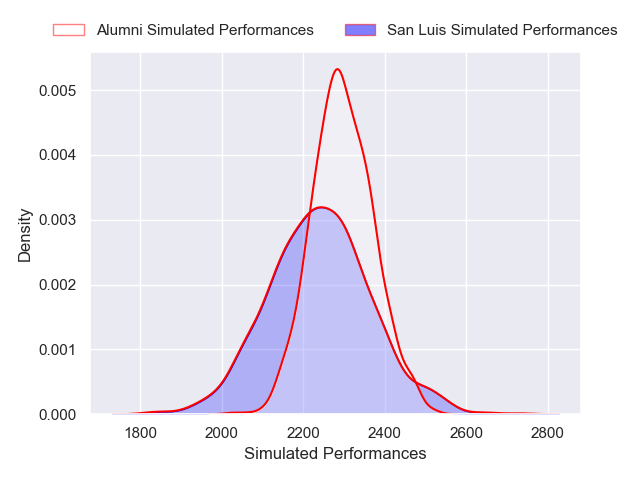 Alumni Simulated Performances San Luis Simulated Performances
0.005
0.004
0.003
0.002
0.001
0.000
Density
1800 2000 2200 2400 2600 2800
Simulated Performances